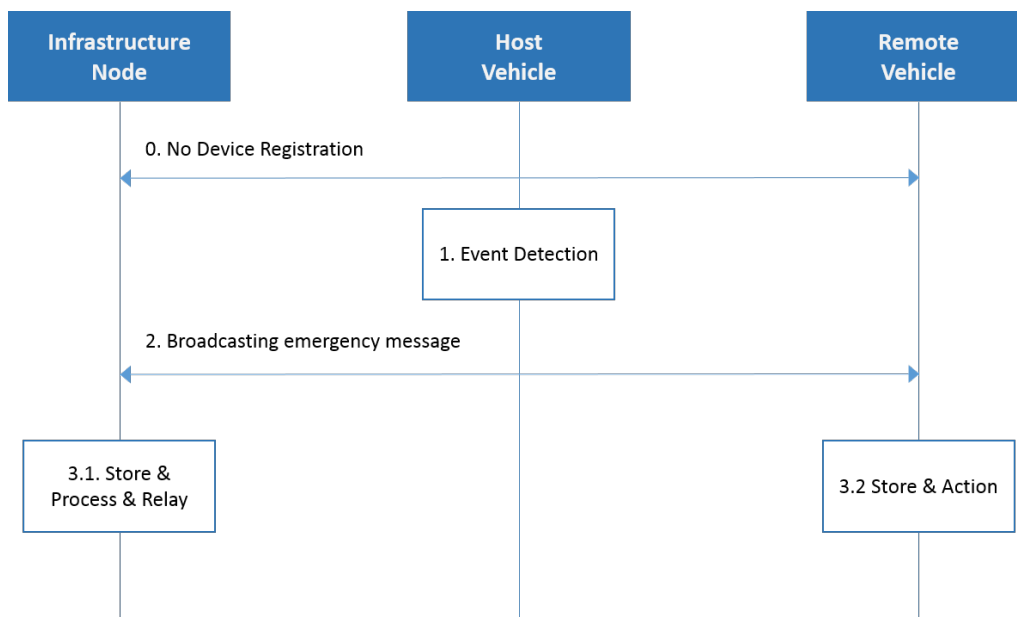 Infrastructure
Node
Host
Vehicle
Remote
Vehicle
0. No Device Registration
1. Event Detection
2. Broadcasting emergency message
3.1. Store &
Process & Relay
3.2 Store & Action